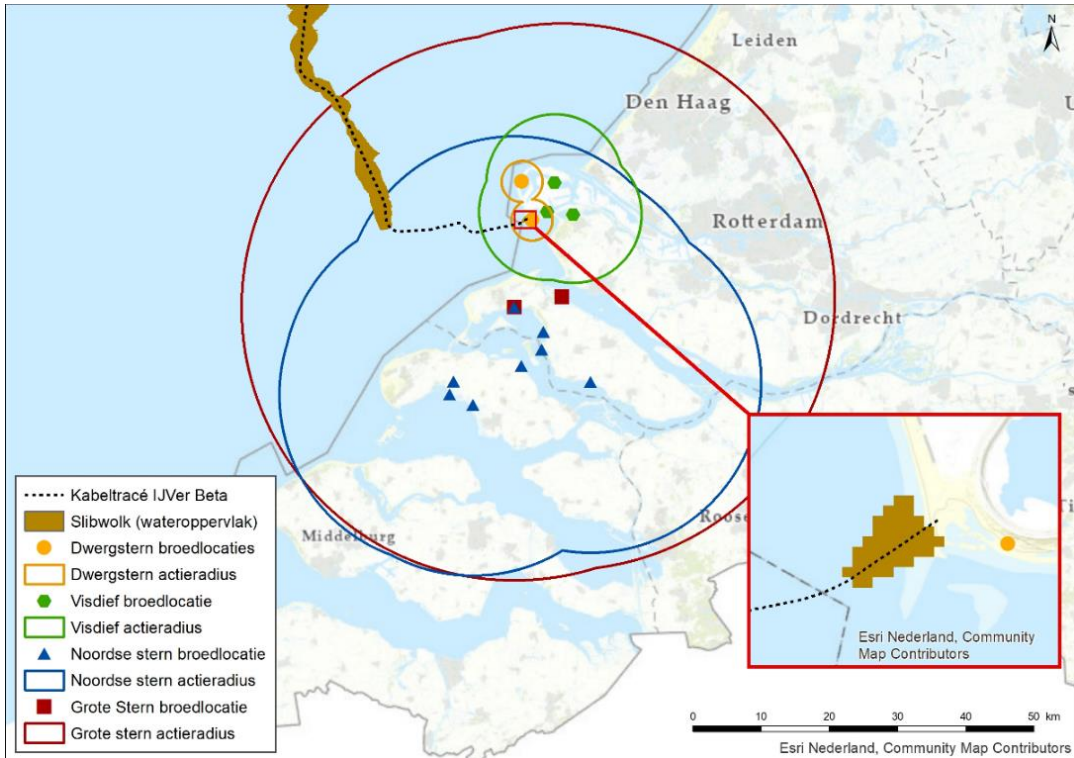 N
Leiden
Den Haag
U
Rotterdam
Dordrecht
's
Middelburg
Roose
Ti
Kabeltracé IJVer Beta
Slibwolk (wateroppervlak)
Dwergstern broedlocaties
Dwergstern actieradius
Visdief broedlocatie
Visdief actieradius
Noordse stern broedlocatie
Noordse stern actieradius
Grote Stern broedlocatie
Grote stern actieradius
Esri Nederland, Community
Map Contributors
0 10 20 30 40 50 km
Esri Nederland, Community Map Contributors